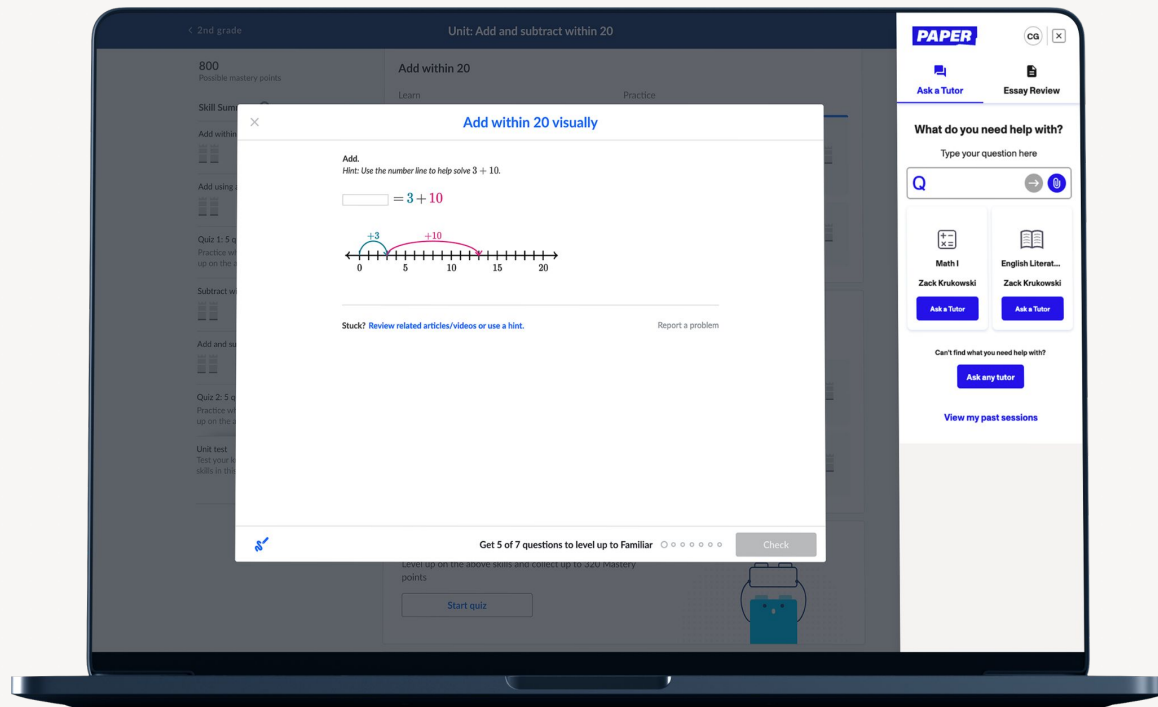 < 2nd grade
Unit: Add and subtract within 20
800
Possible mastery points
Skill Sum
Add within
Add using
Quiz 1: 5 q
Practice wh
up on the a
Subtract wi
Add and su
Quiz 2: 5 q
Practice wh
up on the a
Unit test
Test your k
skills in this
Add within 20
Learn
Practice
Add within 20 visually
Add.
Hint: Use the number line to help solve 3 + 10.
= 3 + 10
+3
+10
0 5 10 15 20
Stuck? Review related articles/videos or use a hint.
Report a problem
Get 5 of 7 questions to level up to Familiar
Check
Level up on the above skills and collect up to 320 Mastery
points
Start quiz
PAPER
CG
Ask a Tutor
Essay Review
What do you need help with?
Type your question here
Q
Math I
Zack Krukowski
Ask a Tutor
English Literat...
Zack Krukowski
Ask a Tutor
Can't find what you need help with?
Ask any tutor
View my past sessions